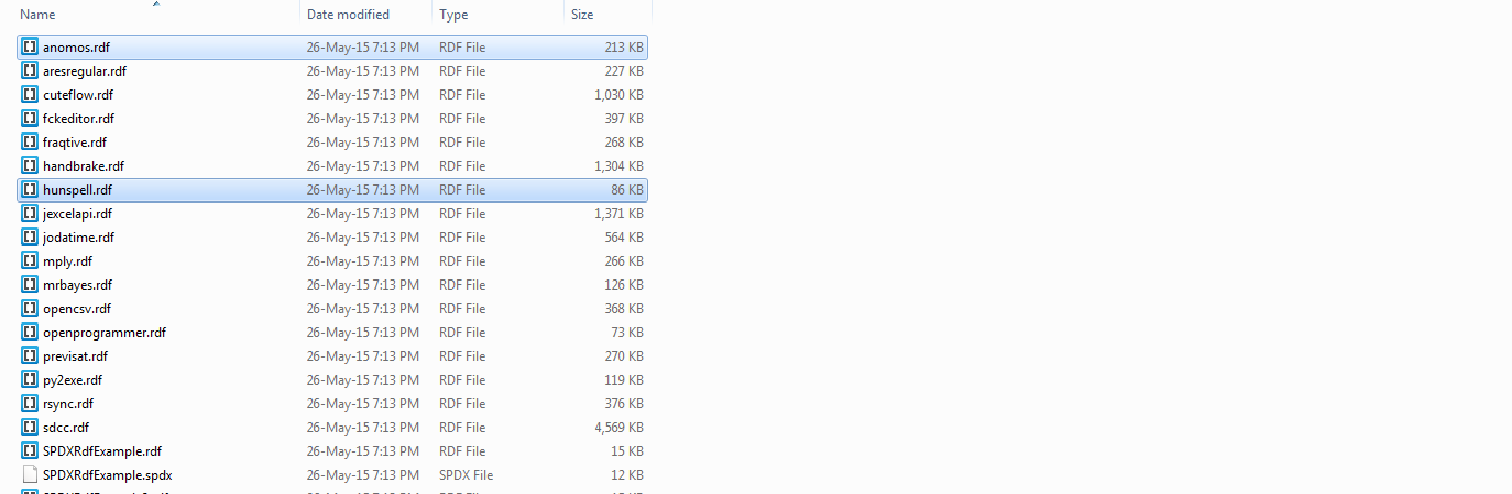 Name Date modified Type Size
anomos.rdf 26-May-15 7:13 PM RDF File 213 KB
aresregular.rdf 26-May-15 7:13 PM RDF File 227 KB
cuteflow.rdf 26-May-15 7:13 PM RDF File 1,030 KB
fckeditor.rdf 26-May-15 7:13 PM RDF File 397 KB
fraqtive.rdf 26-May-15 7:13 PM RDF File 268 KB
handbrake.rdf 26-May-15 7:13 PM RDF File 1,304 KB
hunspell.rdf 26-May-15 7:13 PM RDF File 86 KB
jexcelapi.rdf 26-May-15 7:13 PM RDF File 1,371 KB
jodatime.rdf 26-May-15 7:13 PM RDF File 564 KB
mply.rdf 26-May-15 7:13 PM RDF File 266 KB
mrbayes.rdf 26-May-15 7:13 PM RDF File 126 KB
opencsv.rdf 26-May-15 7:13 PM RDF File 368 KB
openprogrammer.rdf 26-May-15 7:13 PM RDF File 73 KB
previsat.rdf 26-May-15 7:13 PM RDF File 270 KB
py2exe.rdf 26-May-15 7:13 PM RDF File 119 KB
rsync.rdf 26-May-15 7:13 PM RDF File 376 KB
sdcc.rdf 26-May-15 7:13 PM RDF File 4,569 KB
SPDXRdfExample.rdf 26-May-15 7:13 PM RDF File 15 KB
SPDXRdfExample.spdx 26-May-15 7:13 PM SPDX File 12 KB